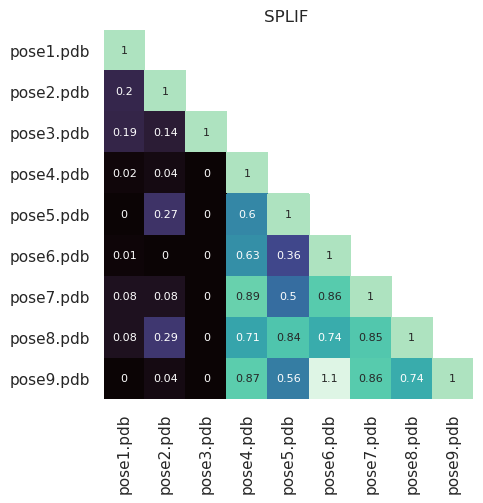 SPLIF
pose1.pdb 1
pose2.pdb 0.2 1
pose3.pdb 0.19 0.14 1
pose4.pdb 0.02 0.04 0 1
pose5.pdb 0 0.27 0 0.6 1
pose6.pdb 0.01 0 0 0.63 0.36 1
pose7.pdb 0.08 0.08 0 0.89 0.5 0.86 1
pose8.pdb 0.08 0.29 0 0.71 0.84 0.74 0.85 1
pose9.pdb 0 0.04 0 0.87 0.56 1.1 0.86 0.74 1
pose1.pdb pose2.pdb pose3.pdb pose4.pdb pose5.pdb pose6.pdb pose7.pdb pose8.pdb pose9.pdb